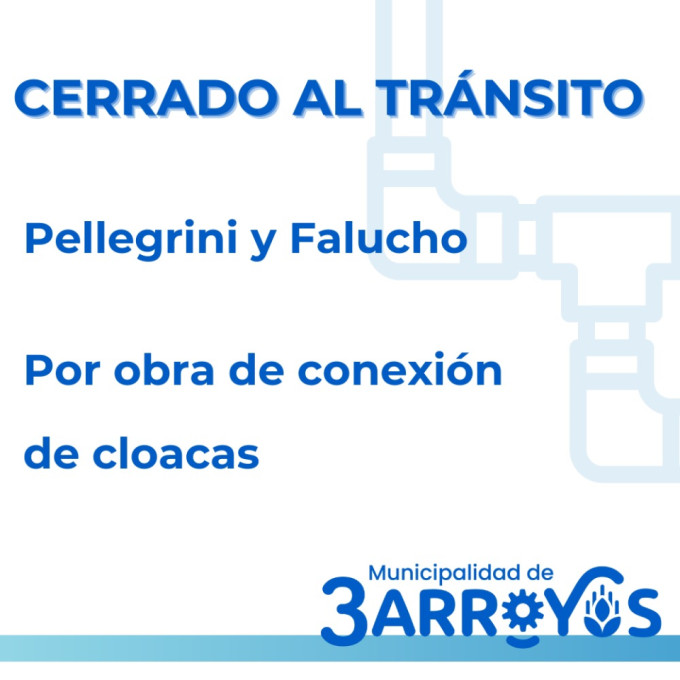 CERRADO AL TRÁNSITO
Pellegrini y Falucho
Por obra de conexión
de cloacas
Municipalidad de
3ARROYOS